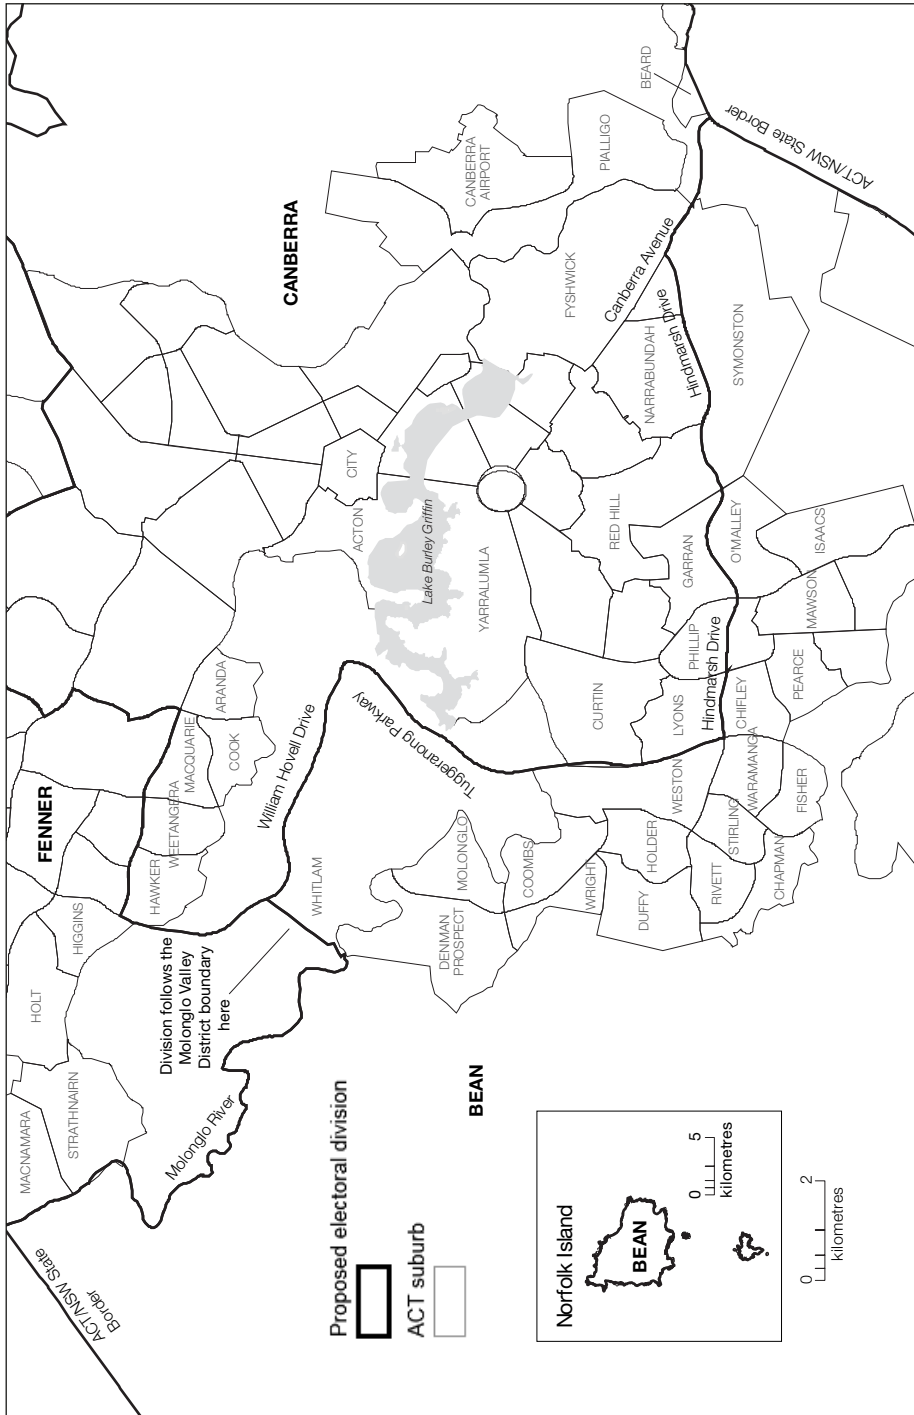 ACT/NSW State
Border
MACNAMARA
STRATHNAIRN
HOLT
HIGGINS
FENNER
HAWKER
WEETANGERA
MACQUARIE
COOK
ARANDA
CANBERRA
CITY
ACTON
CANBERRA
AIRPORT
PIALLIGO
BEARD
ACT/NSW State Border
Division follows the
Molonglo Valley
District boundary
here
Molonglo River
William Hovell Drive
WHITLAM
Tuggeranong Parkway
Lake Burley Griffin
YARRALUMLA
FYSHWICK
Canberra Avenue
Hindmarsh Drive
NARRABUNDAH
SYMONSTON
RED HILL
GARRAN
O'MALLEY
ISAACS
MAWSON
PHILLIP
Hindmarsh Drive
CURTIN
LYONS
CHIFLEY
PEARCE
MOLONGLO
DENMAN
PROSPECT
COOMBS
WRIGHT
WESTON
HOLDER
DUFFY
WARAMANGA
STIRLING
RIVETT
FISHER
CHAPMAN
BEAN
Proposed electoral division
ACT suburb
Norfolk Island
BEAN
0 5
kilometres
0 2
kilometres